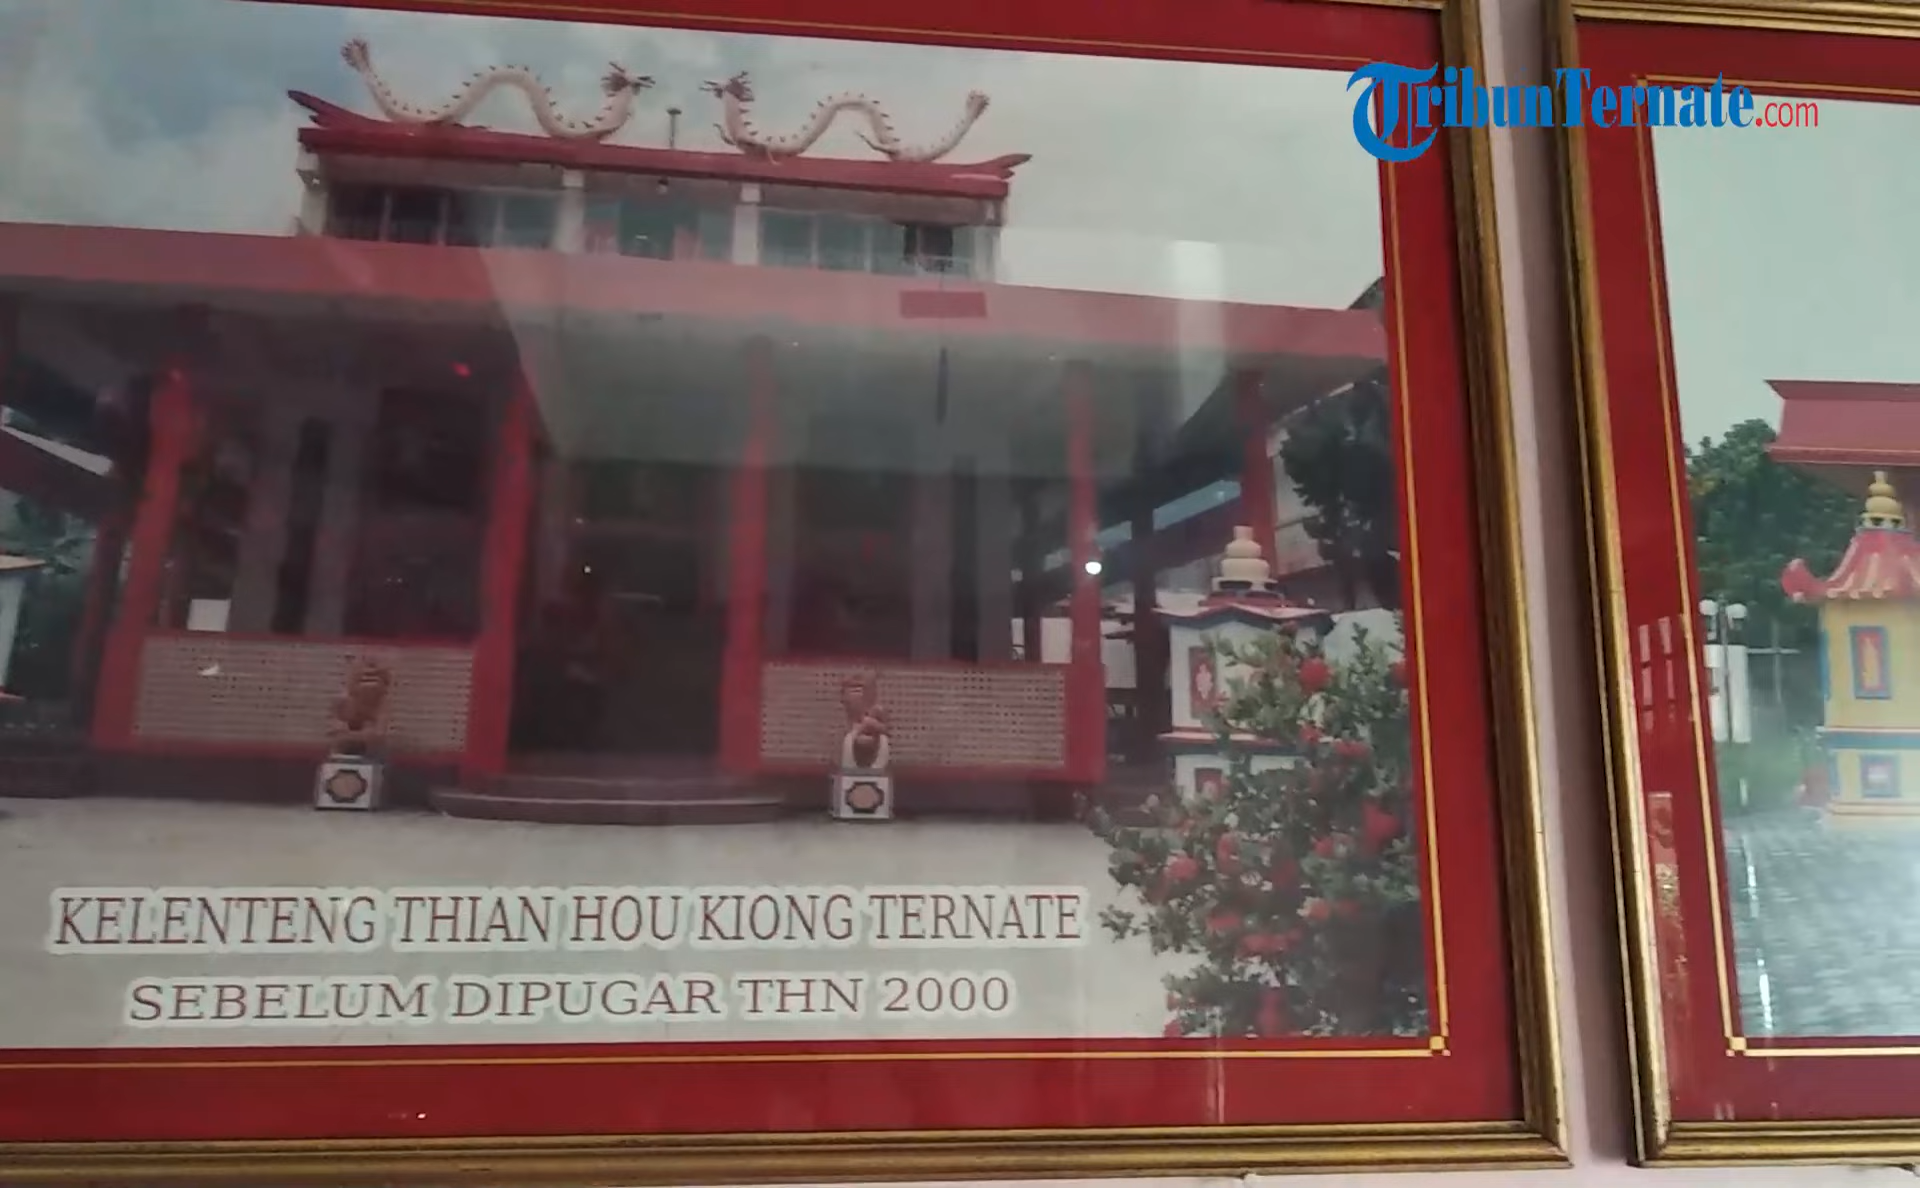 TribunTernate.com
KELENTENG THIAN HOU KIONG TERNATE
SEBELUM DIPUGAR THN 2000